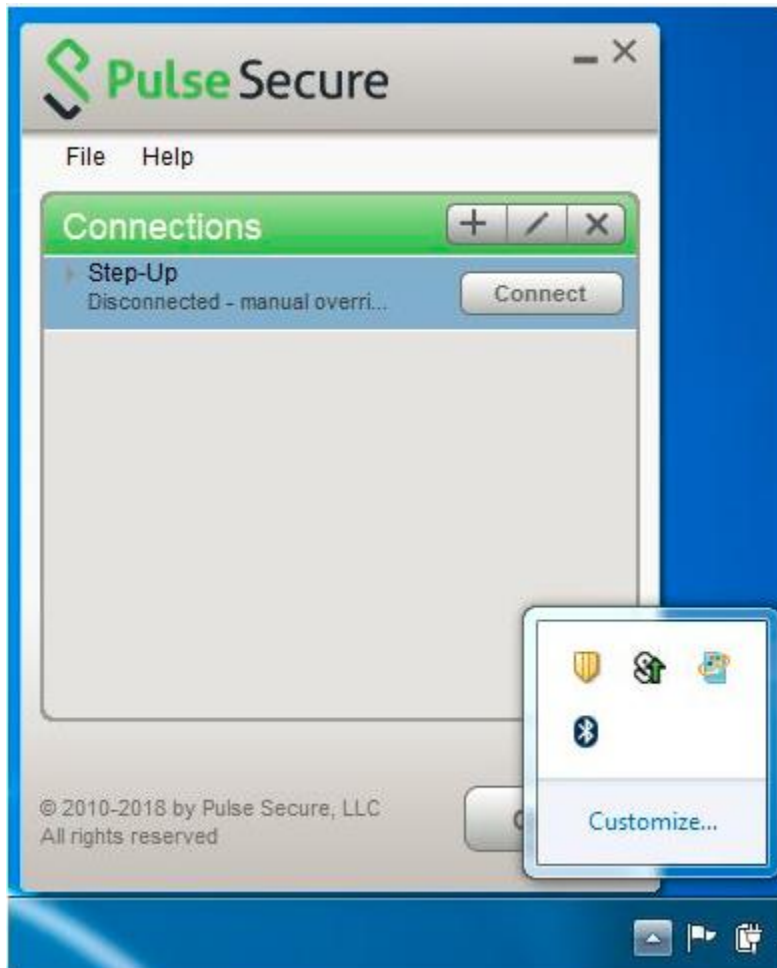 Pulse Secure
File Help
Connections
Step-Up
Disconnected - manual overri...
Connect
© 2010-2018 by Pulse Secure, LLC
All rights reserved
Customize...